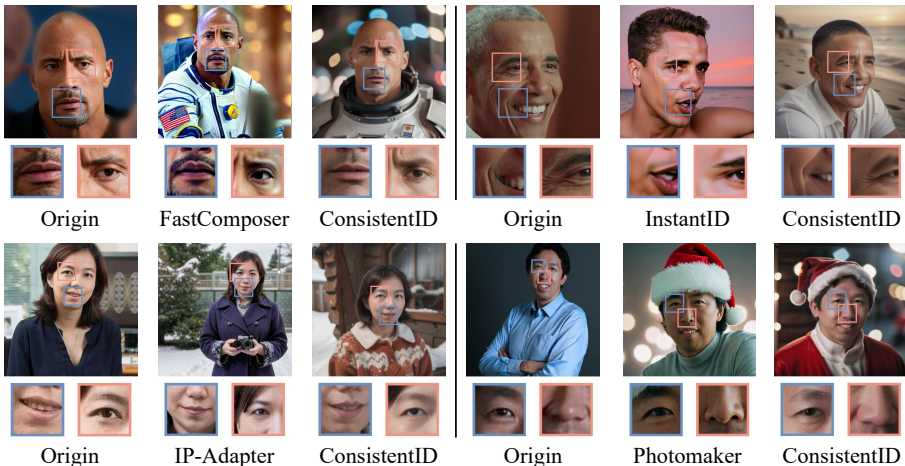 Origin FastComposer ConsistentID Origin InstantID ConsistentID
Origin IP-Adapter ConsistentID Origin Photomaker ConsistentID